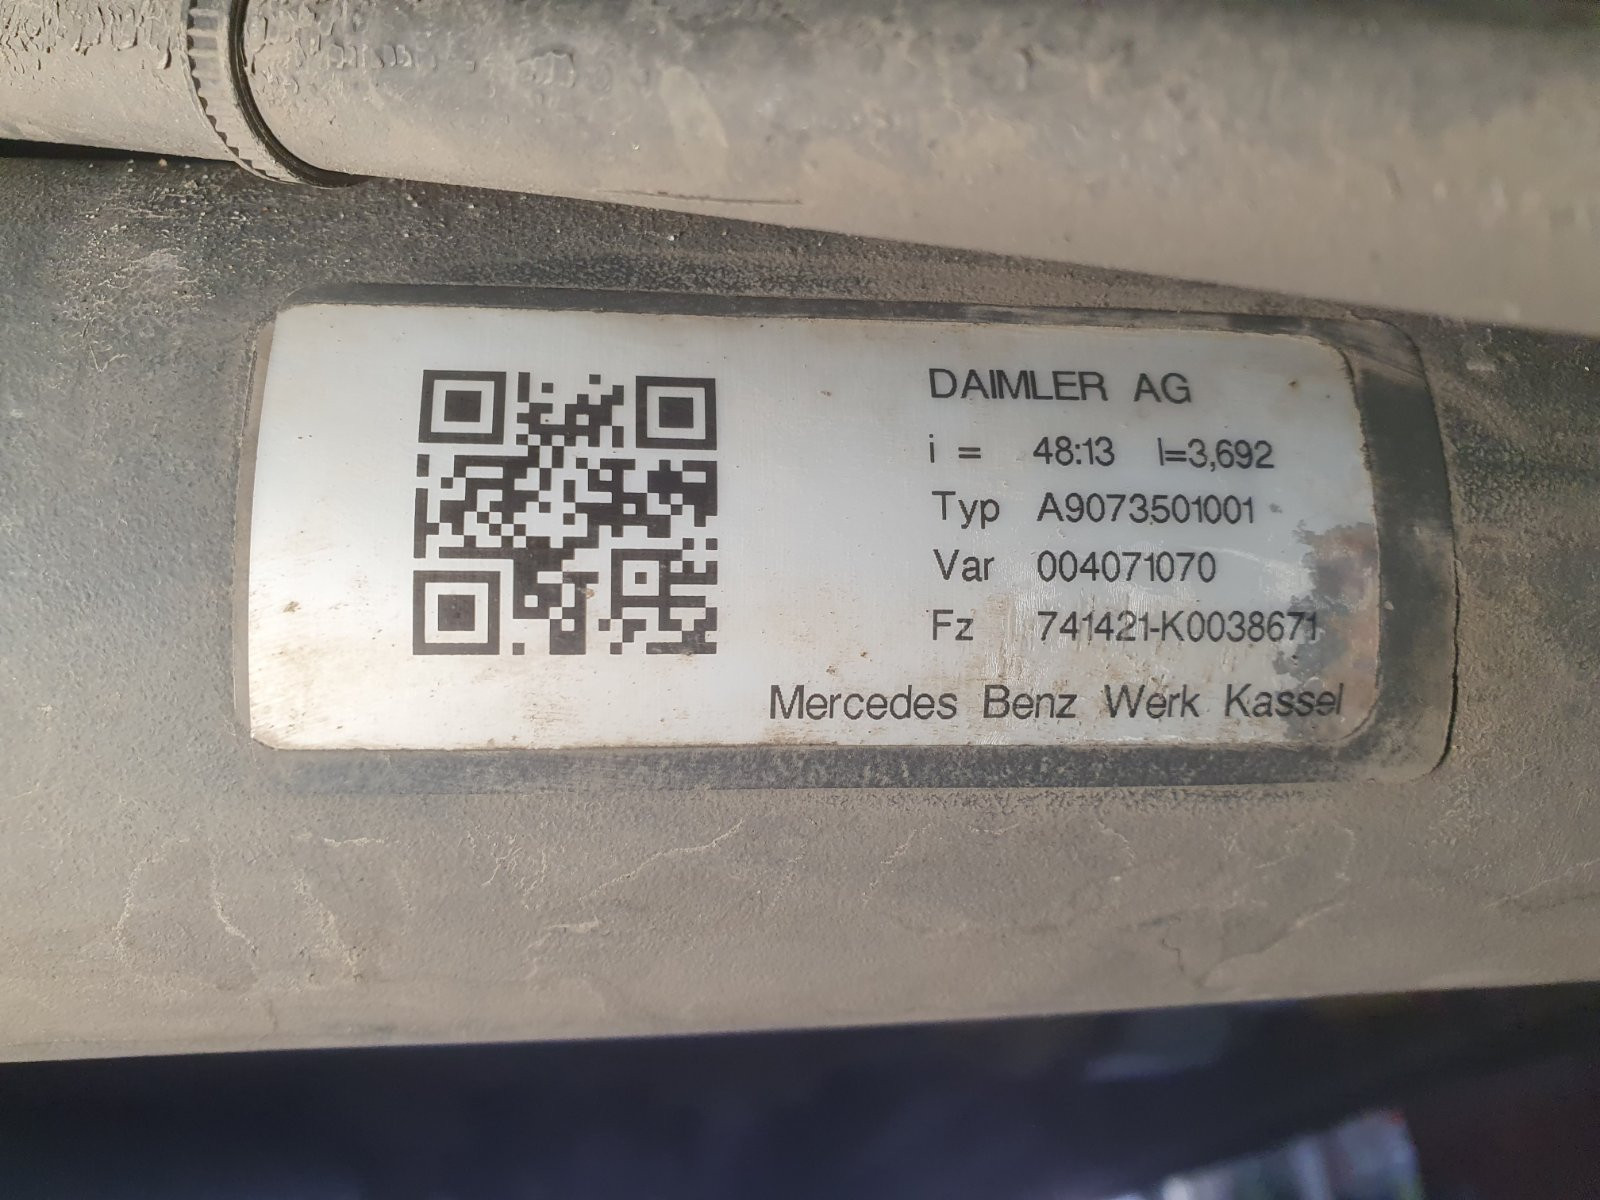 DAIMLER AG
i = 48:13 I=3,692
Typ A9073501001
Var 004071070
Fz 741421-K0038671
Mercedes Benz Werk Kassel